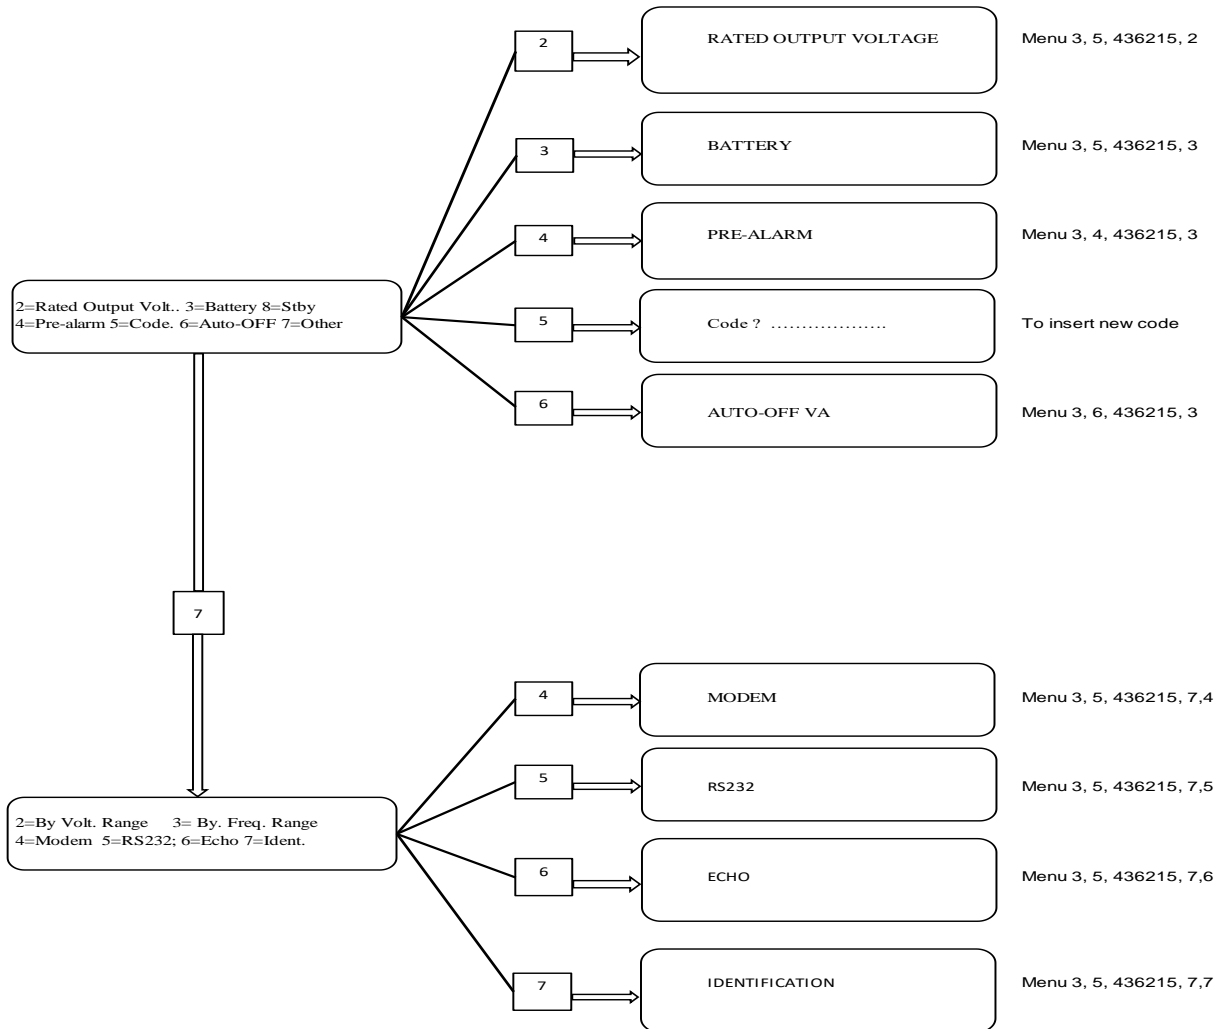 2
RATED OUTPUT VOLTAGE
Menu 3, 5, 436215, 2
3
BATTERY
Menu 3, 5, 436215, 3
4
PRE-ALARM
Menu 3, 4, 436215, 3
2=Rated Output Volt.. 3=Battery 8=Stby
4=Pre-alarm 5=Code. 6=Auto-OFF 7=Other
5
Code ? ……………….
To insert new code
6
AUTO-OFF VA
Menu 3, 6, 436215, 3
7
4
MODEM
Menu 3, 5, 436215, 7,4
5
RS232
Menu 3, 5, 436215, 7,5
2=By Volt. Range 3= By. Freq. Range
4=Modem 5=RS232; 6=Echo 7=Ident.
6
ECHO
Menu 3, 5, 436215, 7,6
7
IDENTIFICATION
Menu 3, 5, 436215, 7,7